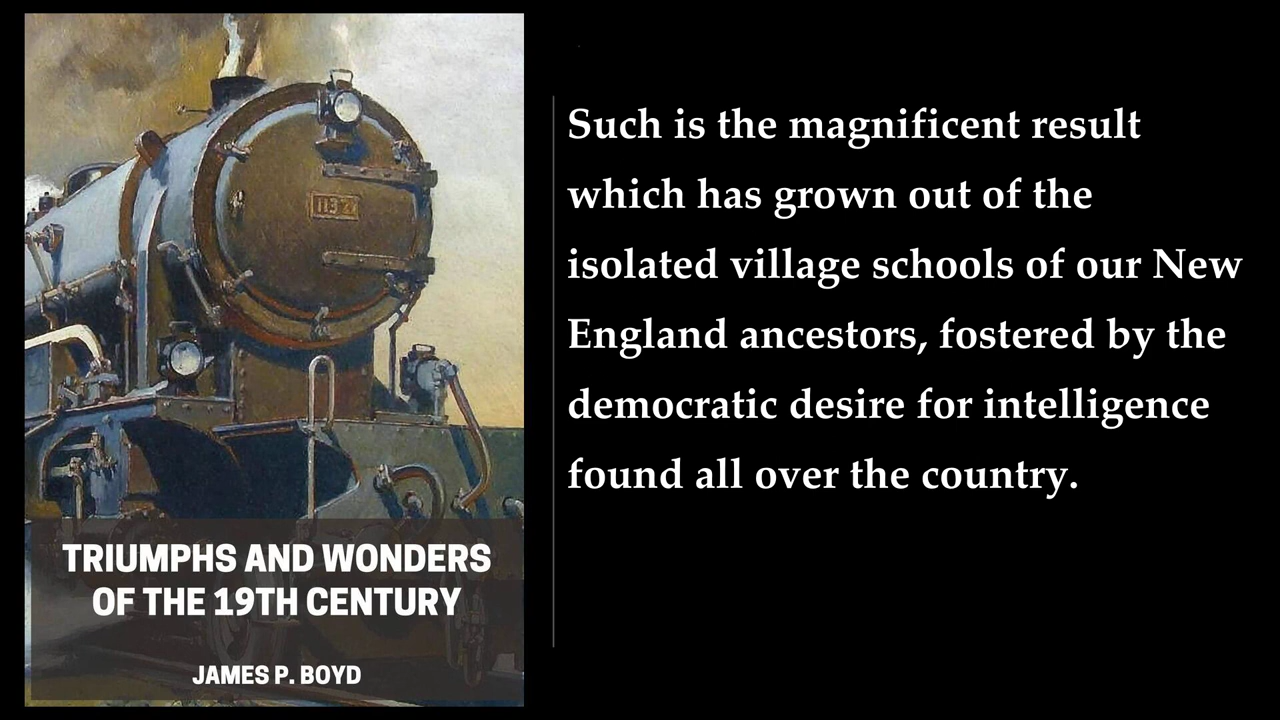 Such is the magnificent result
which has grown out of the
isolated village schools of our New
England ancestors, fostered by the
democratic desire for intelligence
found all over the country.
TRIUMPHS AND WONDERS
OF THE 19TH CENTURY
JAMES P. BOYD